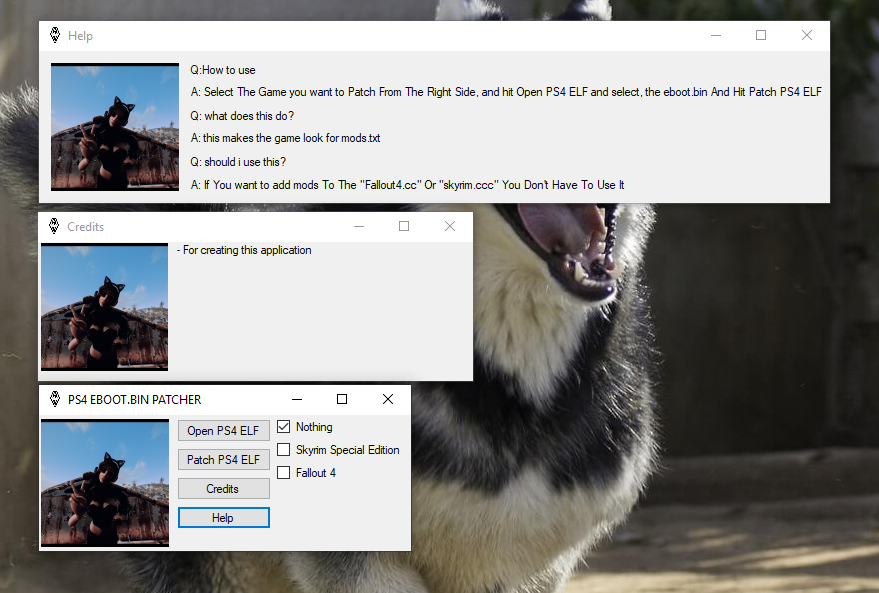 Help
Q:How to use
A: Select The Game you want to Patch From The Right Side, and hit Open PS4 ELF and select, the eboot.bin And Hit Patch PS4 ELF
Q: what does this do?
A: this makes the game look for mods.txt
Q: should i use this?
A: If You want to add mods To The "Fallout4.cc" Or "skyrim.ccc" You Don't Have To Use It
Credits
- For creating this application
PS4 EBOOT.BIN PATCHER
Open PS4 ELF
Nothing
Patch PS4 ELF
Skyrim Special Edition
Credits
Fallout 4
Help